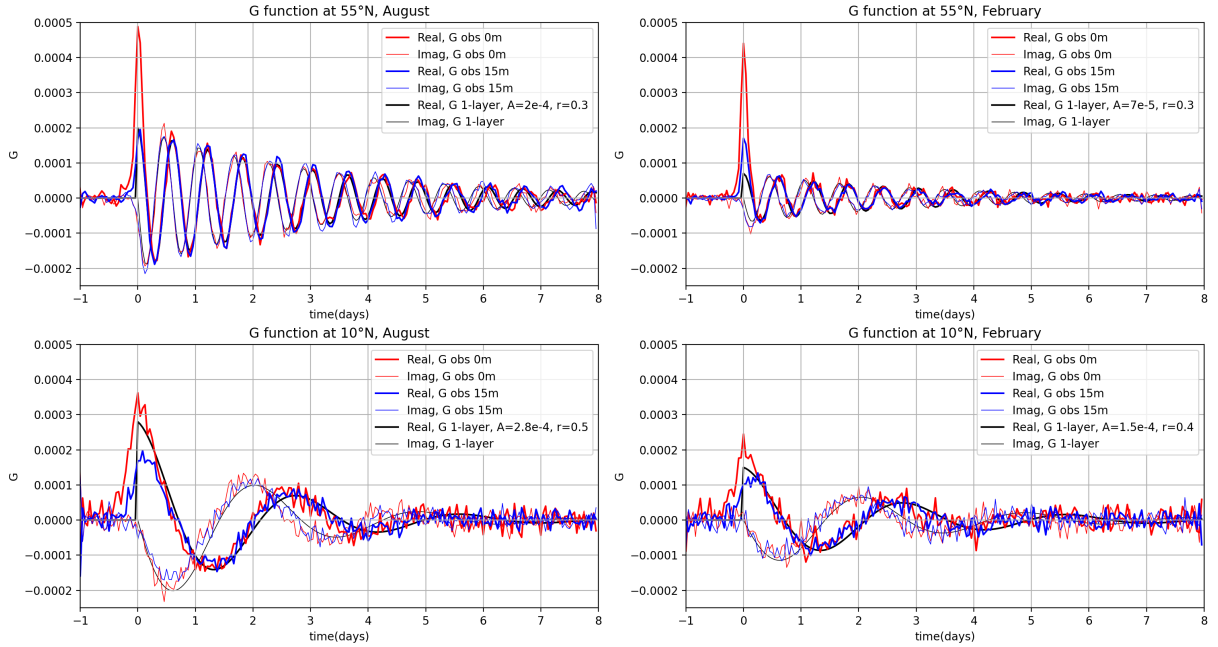 G function at 55°N, August
0.0005
0.0004
0.0003
0.0002
0.0001
0.0000
−0.0001
−0.0002
G
Real, G obs 0m
Imag, G obs 0m
Real, G obs 15m
Imag, G obs 15m
Real, G 1-layer, A=2e-4, r=0.3
Imag, G 1-layer
−1 0 1 2 3 4 5 6 7 8
time(days)
G function at 55°N, February
0.0005
0.0004
0.0003
0.0002
0.0001
0.0000
−0.0001
−0.0002
G
Real, G obs 0m
Imag, G obs 0m
Real, G obs 15m
Imag, G obs 15m
Real, G 1-layer, A=7e-5, r=0.3
Imag, G 1-layer
−1 0 1 2 3 4 5 6 7 8
time(days)
G function at 10°N, August
0.0005
0.0004
0.0003
0.0002
0.0001
0.0000
−0.0001
−0.0002
G
Real, G obs 0m
Imag, G obs 0m
Real, G obs 15m
Imag, G obs 15m
Real, G 1-layer, A=2.8e-4, r=0.5
Imag, G 1-layer
−1 0 1 2 3 4 5 6 7 8
time(days)
G function at 10°N, February
0.0005
0.0004
0.0003
0.0002
0.0001
0.0000
−0.0001
−0.0002
G
Real, G obs 0m
Imag, G obs 0m
Real, G obs 15m
Imag, G obs 15m
Real, G 1-layer, A=1.5e-4, r=0.4
Imag, G 1-layer
−1 0 1 2 3 4 5 6 7 8
time(days)